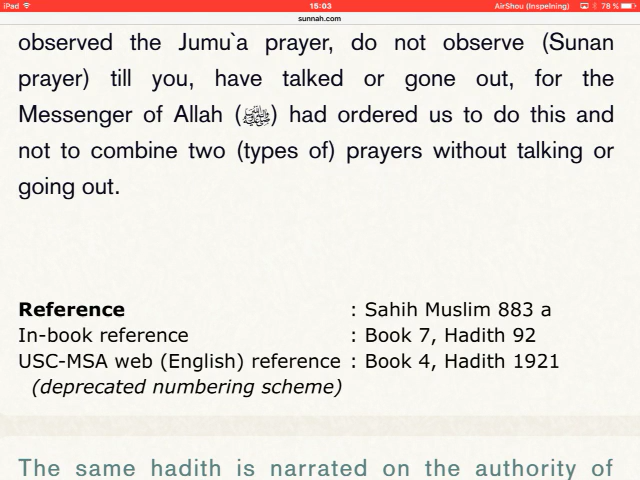 iPad 15:03 AirShou (Inspelning) 78 %
sunnah.com
observed the Jumu`a prayer, do not observe (Sunan
prayer) till you, have talked or gone out, for the
Messenger of Allah (ﷺ) had ordered us to do this and
not to combine two (types of) prayers without talking or
going out.
Reference : Sahih Muslim 883 a
In-book reference : Book 7, Hadith 92
USC-MSA web (English) reference : Book 4, Hadith 1921
(deprecated numbering scheme)
The same hadith is narrated on the authority of